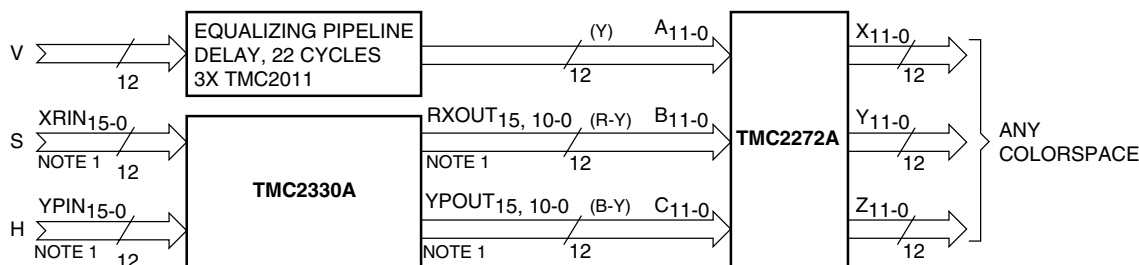 V
12
EQUALIZING PIPELINE
DELAY, 22 CYCLES
3X TMC2011
(Y)
12
A11-0
X11-0
12
S
XRIN15-0
NOTE 1
12
TMC2330A
RXOUT15, 10-0
(R-Y)
NOTE 1
12
B11-0
TMC2272A
Y11-0
12
ANY
COLORSPACE
H
YPIN15-0
NOTE 1
12
YPOUT15, 10-0
(B-Y)
NOTE 1
12
C11-0
Z11-0
12